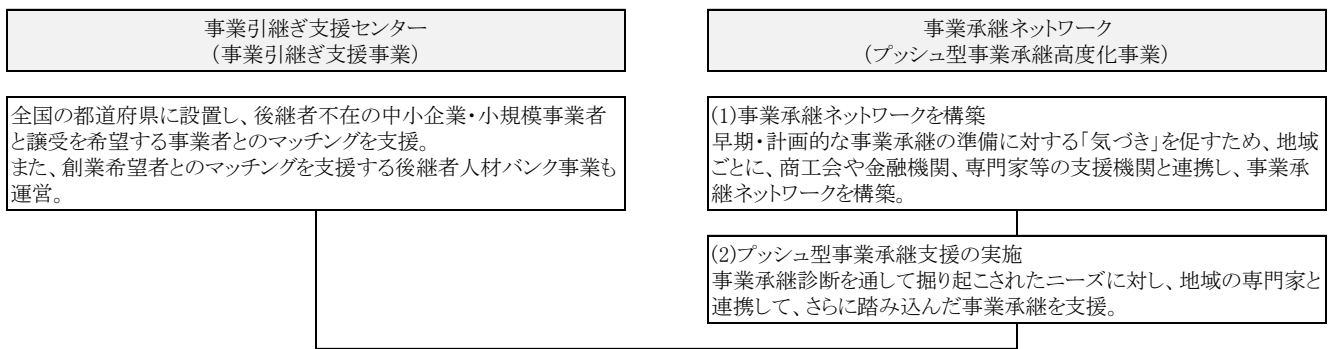 事業引継ぎ支援センター
（事業引継ぎ支援事業）
全国の都道府県に設置し、後継者不在の中小企業・小規模事業者
と譲受を希望する事業者とのマッチングを支援。
また、創業希望者とのマッチングを支援する後継者人材バンク事業も
運営。
事業承継ネットワーク
（プッシュ型事業承継高度化事業）
(1)事業承継ネットワークを構築
早期・計画的な事業承継の準備に対する「気づき」を促すため、地域
ごとに、商工会や金融機関、専門家等の支援機関と連携し、事業承
継ネットワークを構築。
(2)プッシュ型事業承継支援の実施
事業承継診断を通して掘り起こされたニーズに対し、地域の専門家と
連携して、さらに踏み込んだ事業承継を支援。